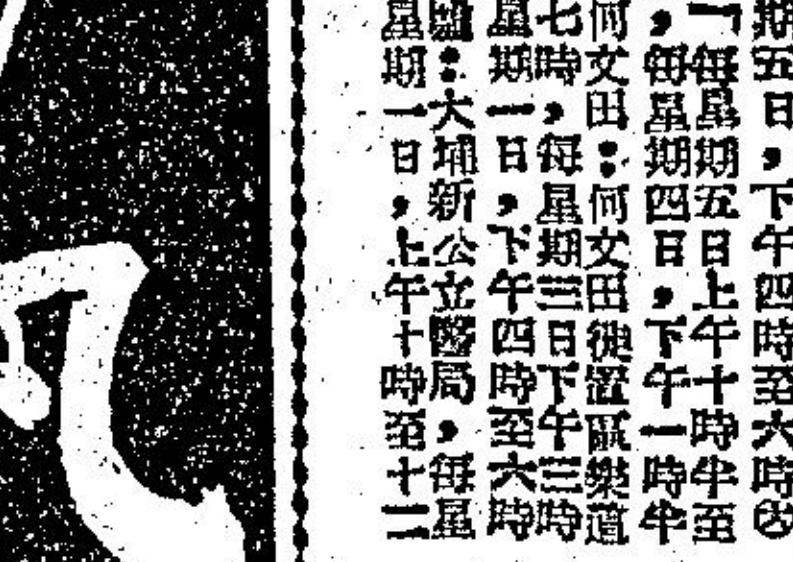 期五日，下午四時至六時
一每星期五日上午十時半至
，每星期四日，下午一時半
何文田：何文田徙置區樂道
七時，每星期三日下午三時
星期一日，下午四時至六時
：大埔新公立醫局，每星
星期一日，上午十時至十二